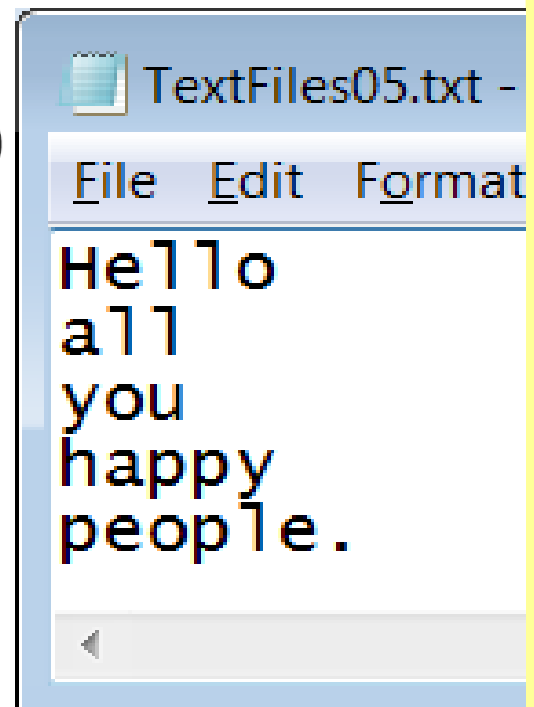 TextFiles05.txt -
File Edit Format
Hello
all
you
happy
people.